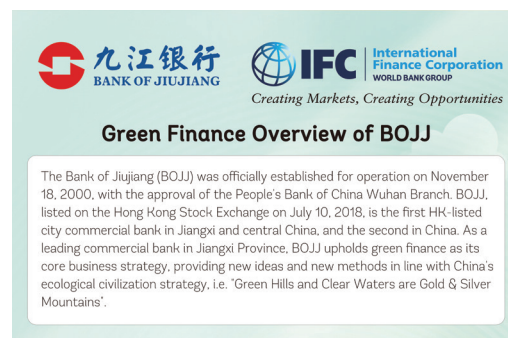 九江银行
BANK OF JIUJIANG
IFC
International
Finance Corporation
WORLD BANK GROUP
Creating Markets, Creating Opportunities
Green Finance Overview of BOJJ
The Bank of Jiujiang (BOJJ) was officially established for operation on November
18, 2000, with the approval of the People's Bank of China Wuhan Branch. BOJJ,
listed on the Hong Kong Stock Exchange on July 10, 2018, is the first HK-listed
city commercial bank in Jiangxi and central China, and the second in China. As a
leading commercial bank in Jiangxi Province, BOJJ upholds green finance as its
core business strategy, providing new ideas and new methods in line with China's
ecological civilization strategy, i.e. "Green Hills and Clear Waters are Gold & Silver
Mountains".